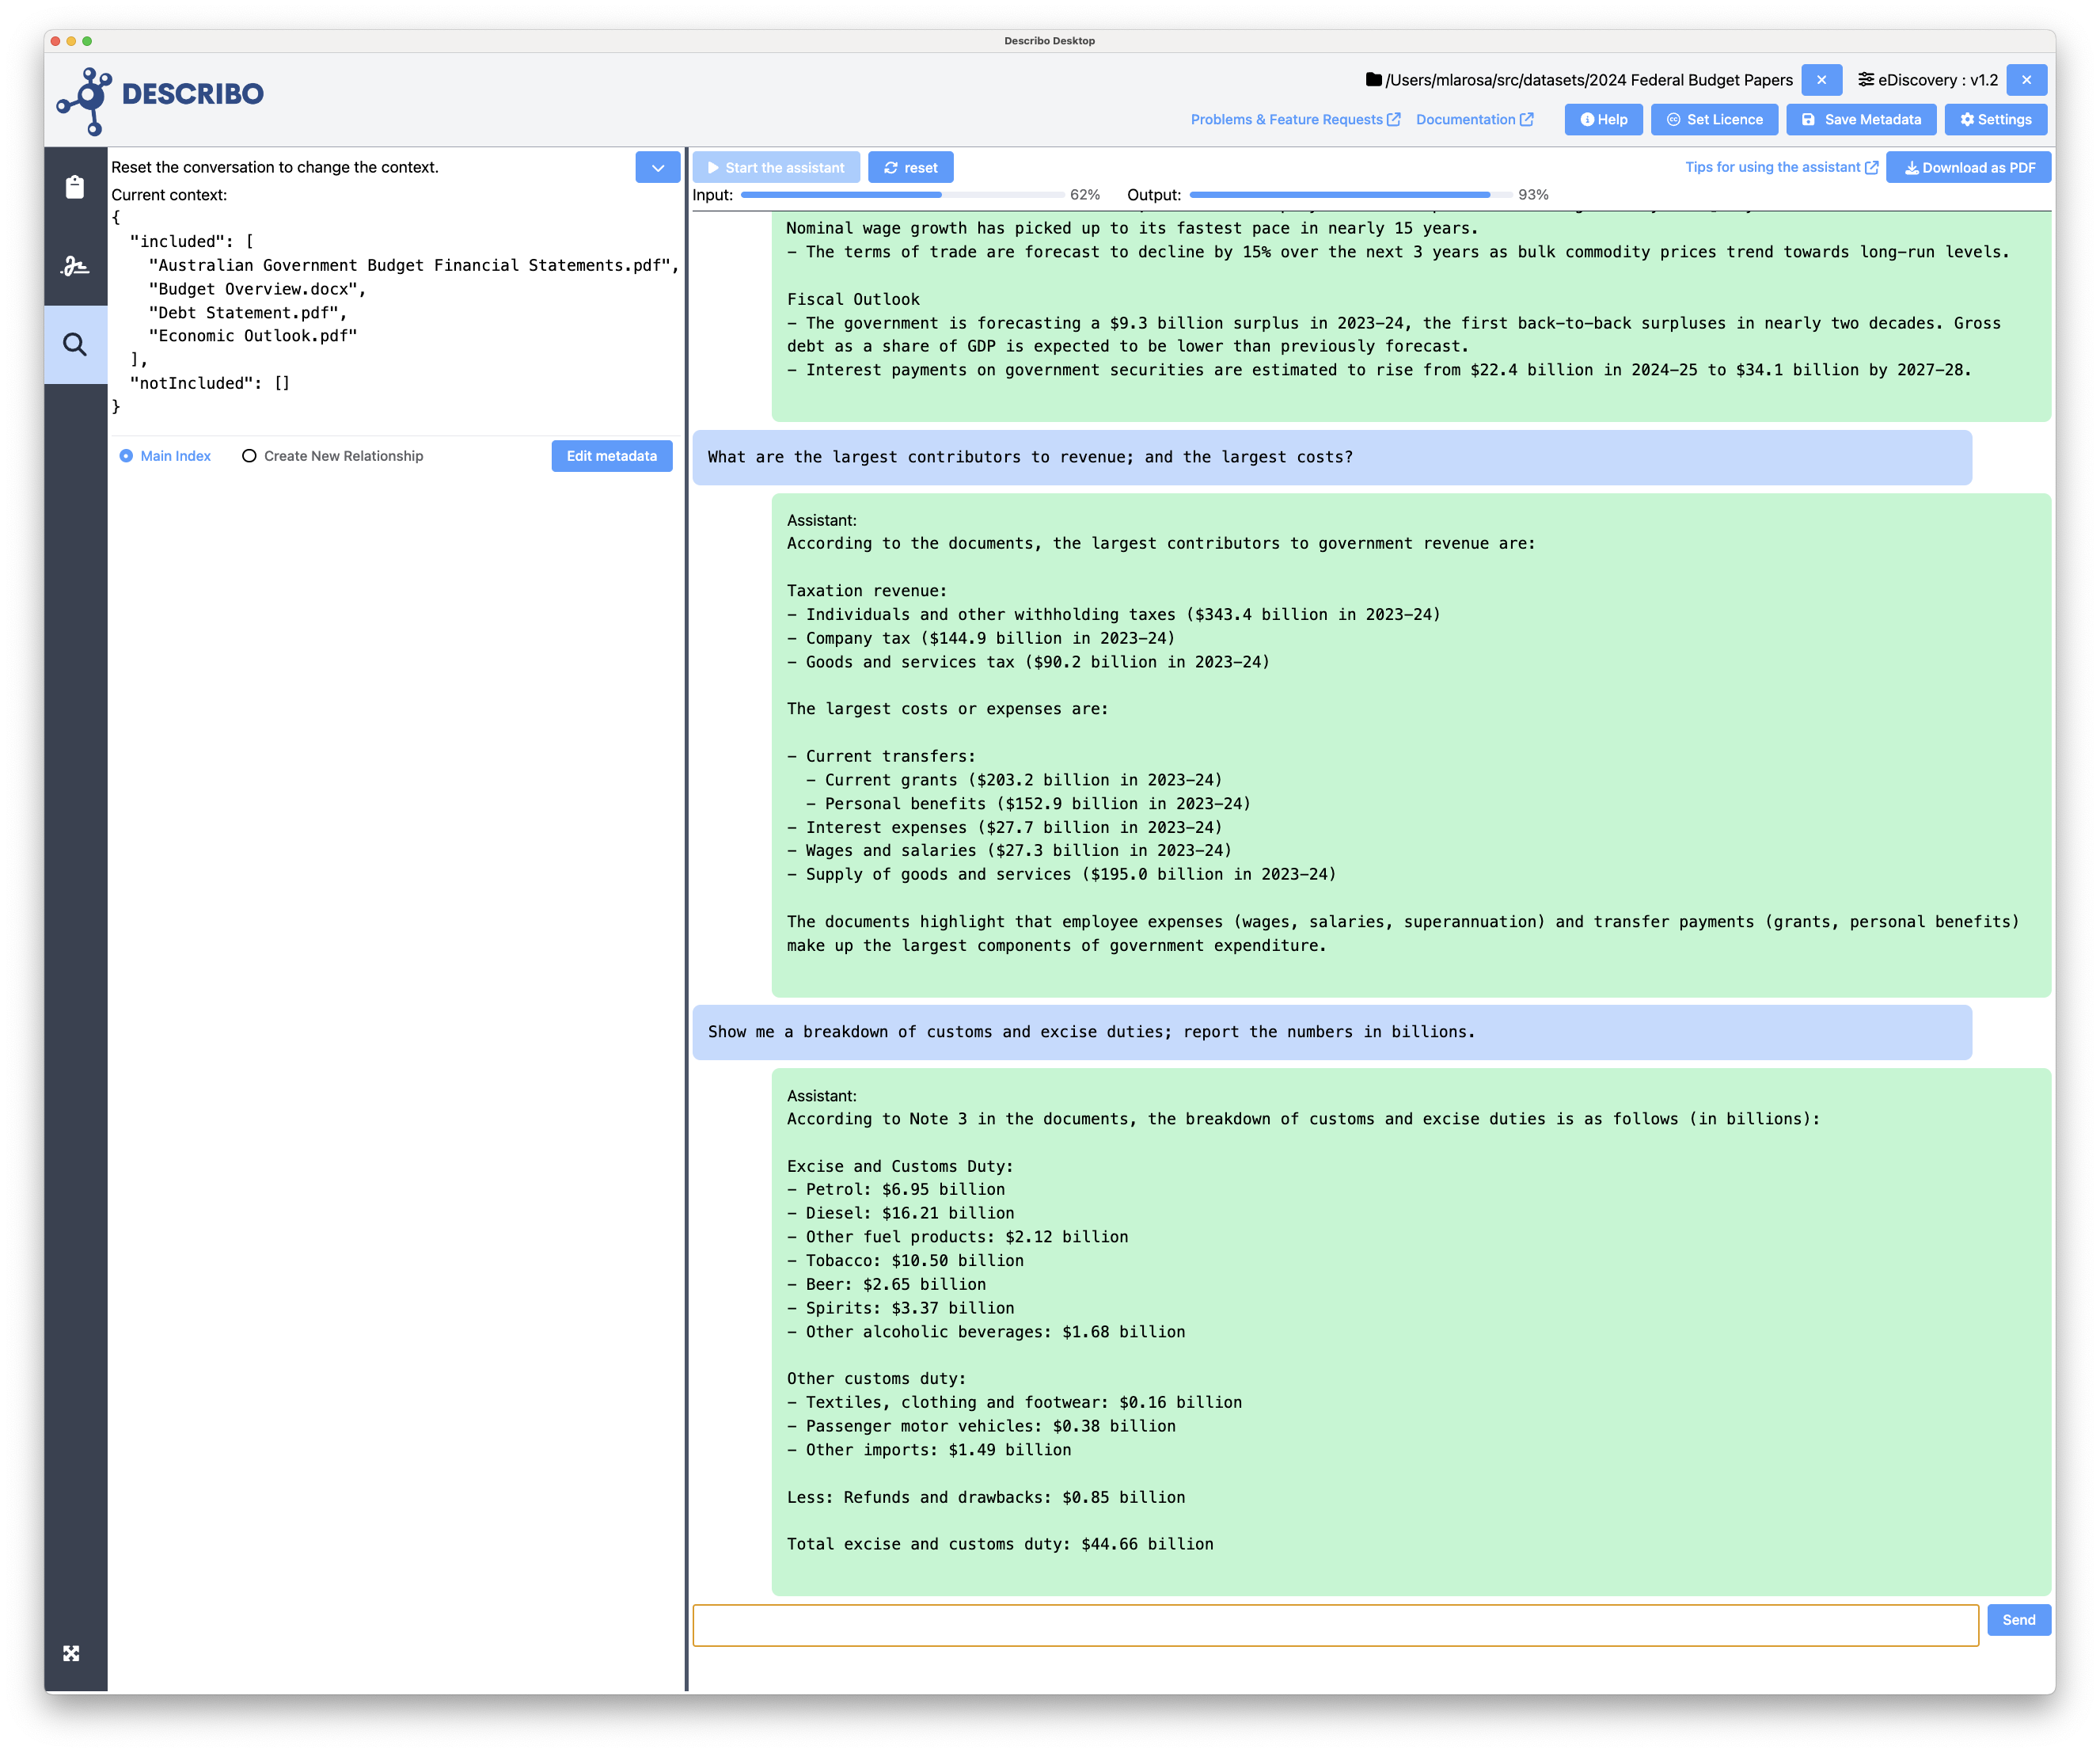 Describo Desktop
DESCRIBO
/Users/mlarosa/src/datasets/2024 Federal Budget Papers
eDiscovery : v1.2
Problems & Feature Requests
Documentation
Help
Set Licence
Save Metadata
Settings
Reset the conversation to change the context.
Current context:
{
"included": [
"Australian Government Budget Financial Statements.pdf",
"Budget Overview.docx",
"Debt Statement.pdf",
"Economic Outlook.pdf"
],
"notIncluded": []
}
Main Index
Create New Relationship
Edit metadata
Start the assistant
reset
Tips for using the assistant
Download as PDF
Input: 62%
Output: 93%
Nominal wage growth has picked up to its fastest pace in nearly 15 years.
– The terms of trade are forecast to decline by 15% over the next 3 years as bulk commodity prices trend towards long–run levels.
Fiscal Outlook
– The government is forecasting a $9.3 billion surplus in 2023–24, the first back–to–back surpluses in nearly two decades. Gross
debt as a share of GDP is expected to be lower than previously forecast.
– Interest payments on government securities are estimated to rise from $22.4 billion in 2024–25 to $34.1 billion by 2027–28.
What are the largest contributors to revenue; and the largest costs?
Assistant:
According to the documents, the largest contributors to government revenue are:
Taxation revenue:
– Individuals and other withholding taxes ($343.4 billion in 2023–24)
– Company tax ($144.9 billion in 2023–24)
– Goods and services tax ($90.2 billion in 2023–24)
The largest costs or expenses are:
– Current transfers:
– Current grants ($203.2 billion in 2023–24)
– Personal benefits ($152.9 billion in 2023–24)
– Interest expenses ($27.7 billion in 2023–24)
– Wages and salaries ($27.3 billion in 2023–24)
– Supply of goods and services ($195.0 billion in 2023–24)
The documents highlight that employee expenses (wages, salaries, superannuation) and transfer payments (grants, personal benefits)
make up the largest components of government expenditure.
Show me a breakdown of customs and excise duties; report the numbers in billions.
Assistant:
According to Note 3 in the documents, the breakdown of customs and excise duties is as follows (in billions):
Excise and Customs Duty:
– Petrol: $6.95 billion
– Diesel: $16.21 billion
– Other fuel products: $2.12 billion
– Tobacco: $10.50 billion
– Beer: $2.65 billion
– Spirits: $3.37 billion
– Other alcoholic beverages: $1.68 billion
Other customs duty:
– Textiles, clothing and footwear: $0.16 billion
– Passenger motor vehicles: $0.38 billion
– Other imports: $1.49 billion
Less: Refunds and drawbacks: $0.85 billion
Total excise and customs duty: $44.66 billion
Send